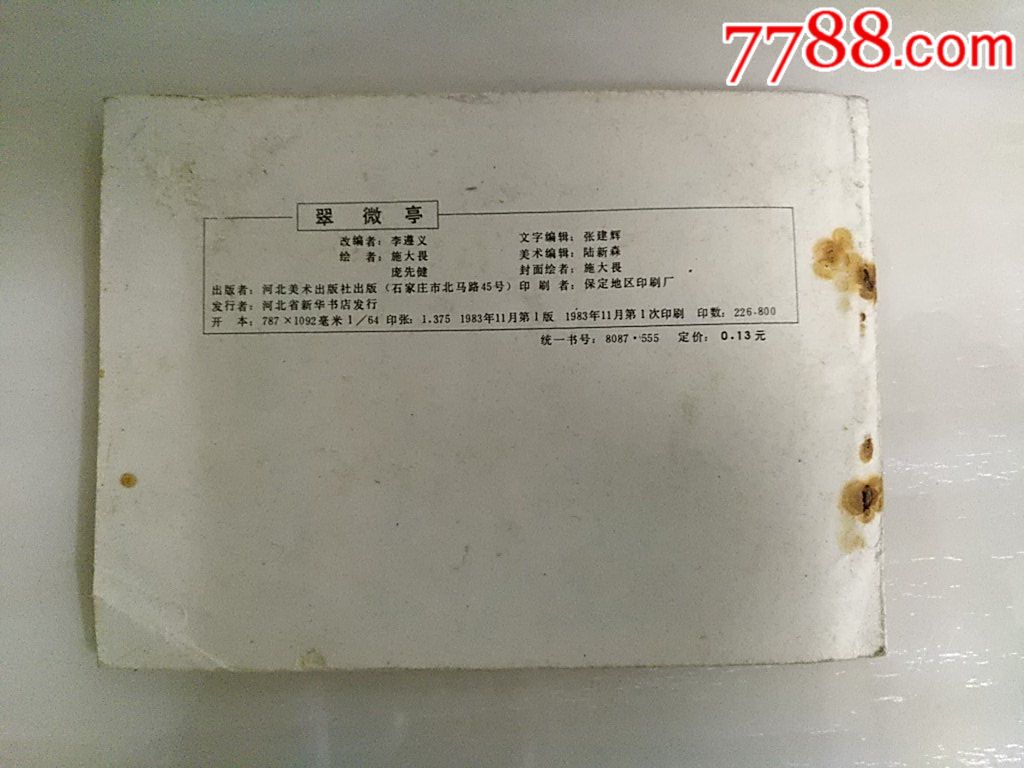 7788.com
翠微亭
改编者：李遵义 文字编辑：张建辉
绘 者：施大畏 美术编辑：陆新森
庞先健 封面绘者：施大畏
出版者：河北美术出版社出版（石家庄市北马路45号）印 刷 者：保定地区印刷厂
发行者：河北省新华书店发行
开 本：787×1092毫米1／64 印张：1.375 1983年11月第1版 1983年11月第1次印刷 印数：226·800
统一书号：8087·555 定价：0.13元